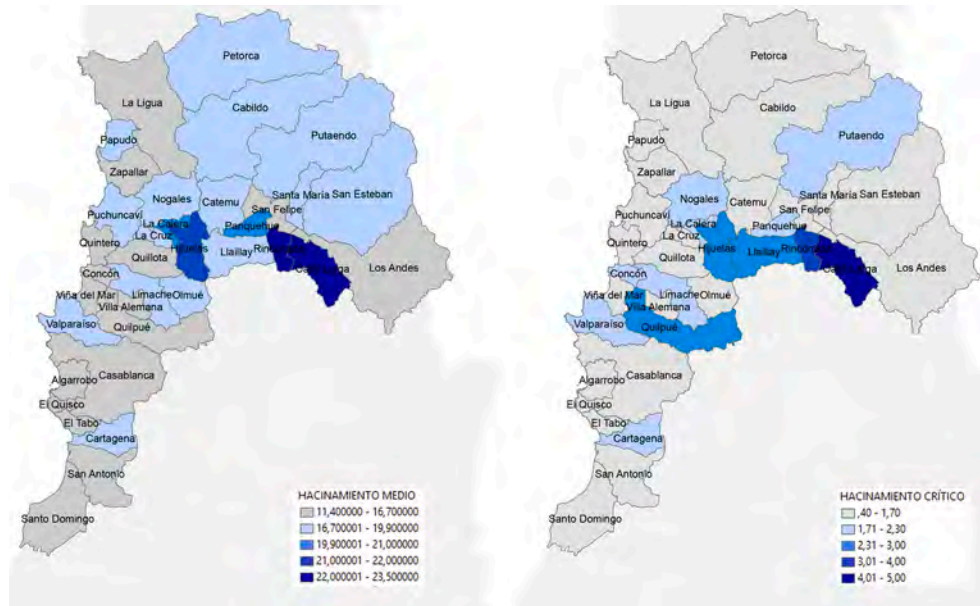 Petorca
La Ligua
Cabildo
Papudo
Putaendo
Zapallar
Santa María
San Esteban
Nogales
Catemu
San Felipe
Puchuncaví
La Calera
Panquehue
Quintero
La Cruz
Hijuelas
Llaillay
Quillota
Los Andes
Concón
Limache
Olmué
Viña del Mar
Villa Alemana
Valparaíso
Quilpué
Casablanca
Algarrobo
El Quisco
El Tabo
Cartagena
San Antonio
Santo Domingo
HACINAMIENTO MEDIO
11,400000 - 16,700000
16,700001 - 19,900000
19,900001 - 21,000000
21,000001 - 22,000000
22,000001 - 23,500000
Petorca
La Ligua
Cabildo
Papudo
Putaendo
Zapallar
Santa María
San Esteban
Nogales
Catemu
San Felipe
Puchuncaví
La Calera
Panquehue
Quintero
La Cruz
Hijuelas
Llaillay
Quillota
Los Andes
Concón
Limache
Olmué
Viña del Mar
Villa Alemana
Valparaíso
Quilpué
Casablanca
Algarrobo
El Quisco
El Tabo
Cartagena
San Antonio
Santo Domingo
HACINAMIENTO CRÍTICO
,40 - 1,70
1,71 - 2,30
2,31 - 3,00
3,01 - 4,00
4,01 - 5,00